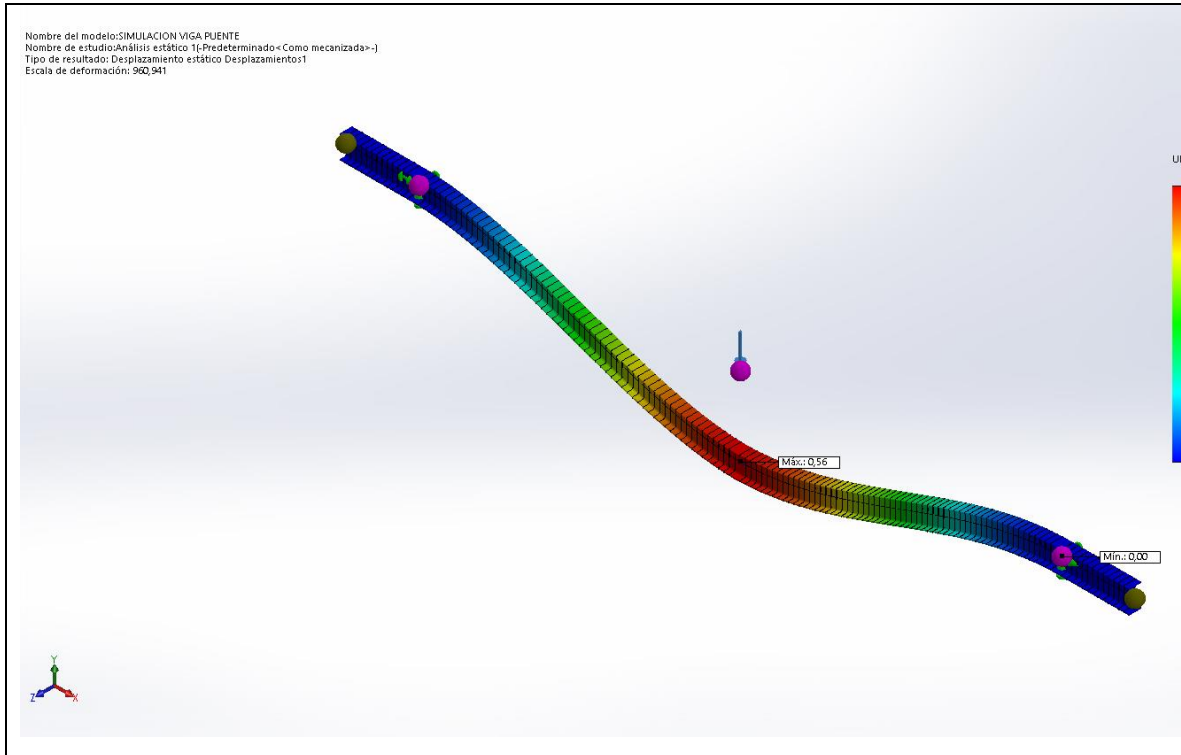 Nombre del modelo:SIMULACION VIGA PUENTE
Nombre de estudio:Análisis estático 1(-Predeterminado<Como mecanizada>-)
Tipo de resultado: Desplazamiento estático Desplazamientos1
Escala de deformación: 960,941
Máx.: 0,56
Mín.: 0,00
Y
Z
X